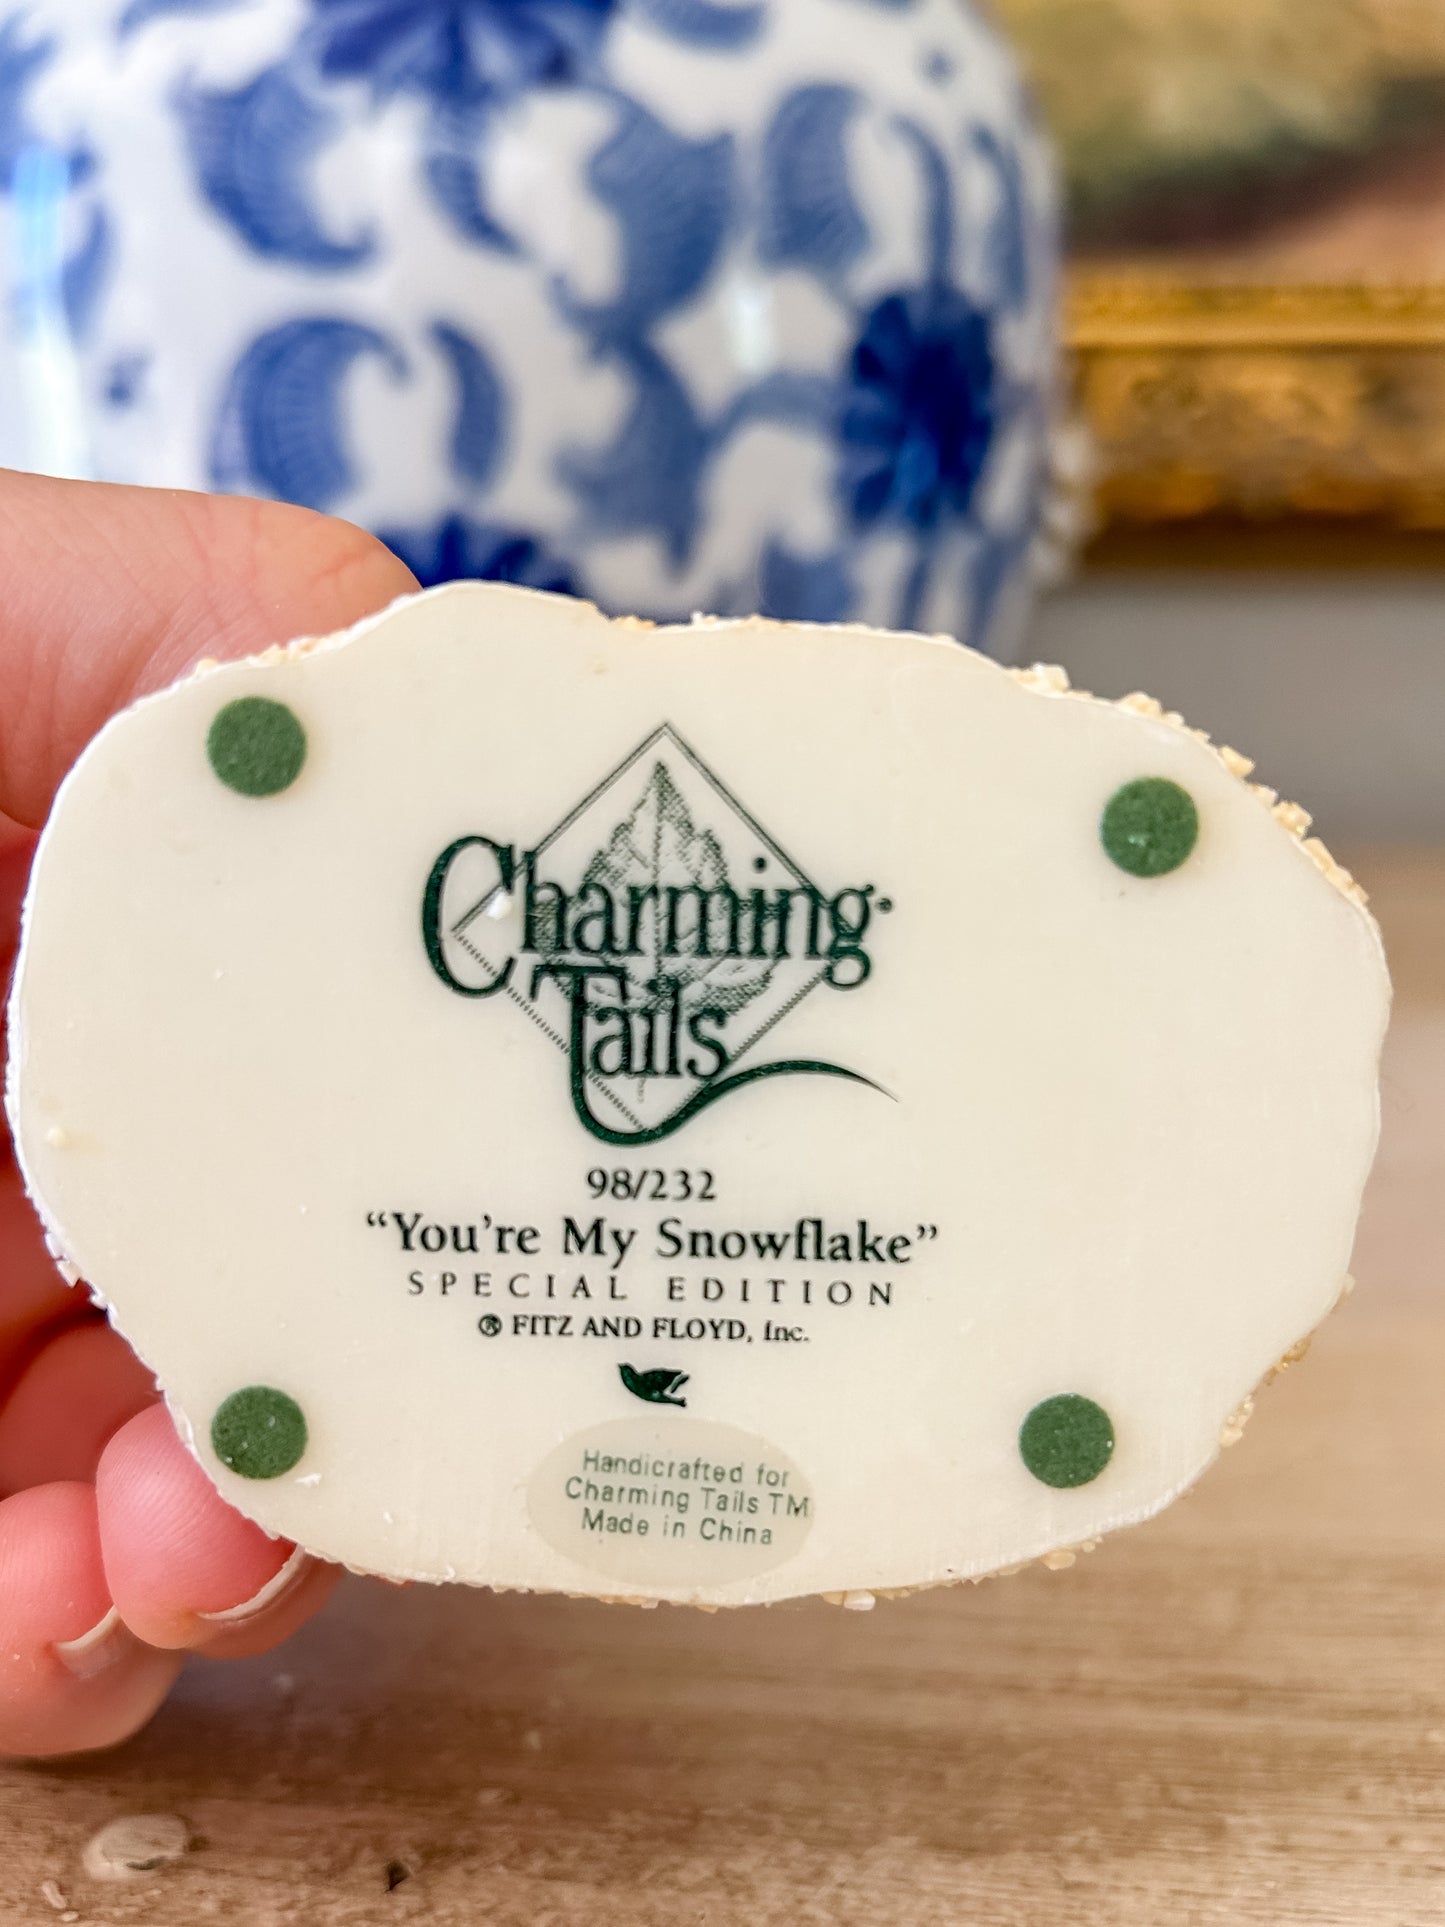 Charming
Tails
98/232
“You’re My Snowflake”
SPECIAL EDITION
® FITZ AND FLOYD, Inc.
Handicrafted for
Charming Tails TM
Made in China